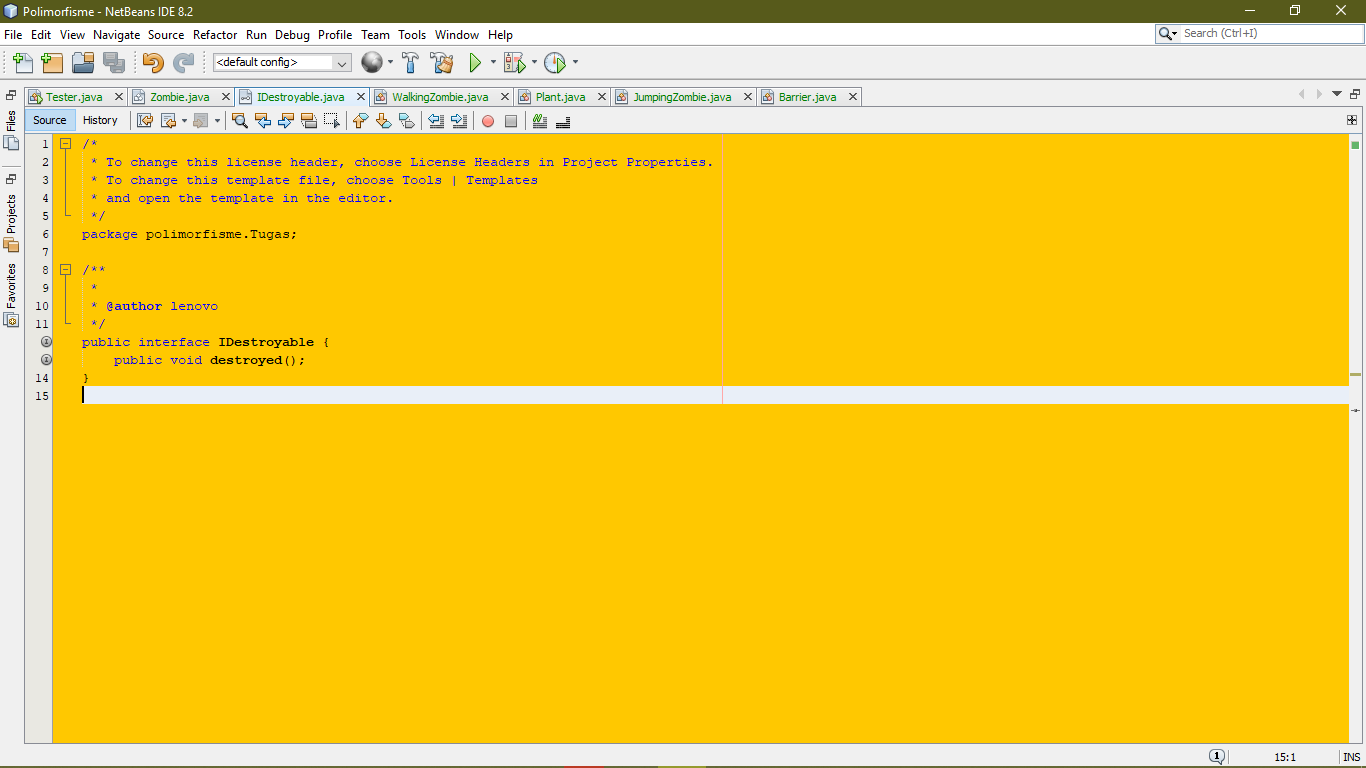 Polimorfisme - NetBeans IDE 8.2
File Edit View Navigate Source Refactor Run Debug Profile Team Tools Window Help
Search (Ctrl+I)
<default config>
Tester.java Zombie.java IDestroyable.java WalkingZombie.java Plant.java JumpingZombie.java Barrier.java
Source History
Files
Projects
Favorites
1 /*
2 * To change this license header, choose License Headers in Project Properties.
3 * To change this template file, choose Tools | Templates
4 * and open the template in the editor.
5 */
6 package polimorfisme.Tugas;
7
8 /**
9 *
10 * @author lenovo
11 */
public interface IDestroyable {
public void destroyed();
14 }
15
1 15:1 INS